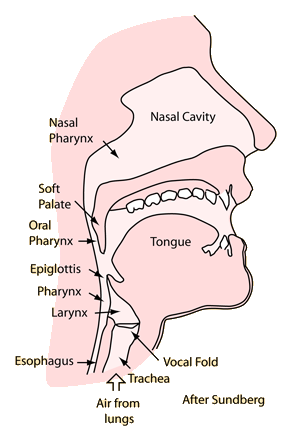 Nasal Cavity
Nasal
Pharynx
Soft
Palate
Oral
Pharynx
Tongue
Epiglottis
Pharynx
Larynx
Esophagus
Vocal Fold
Trachea
Air from
lungs
After Sundberg